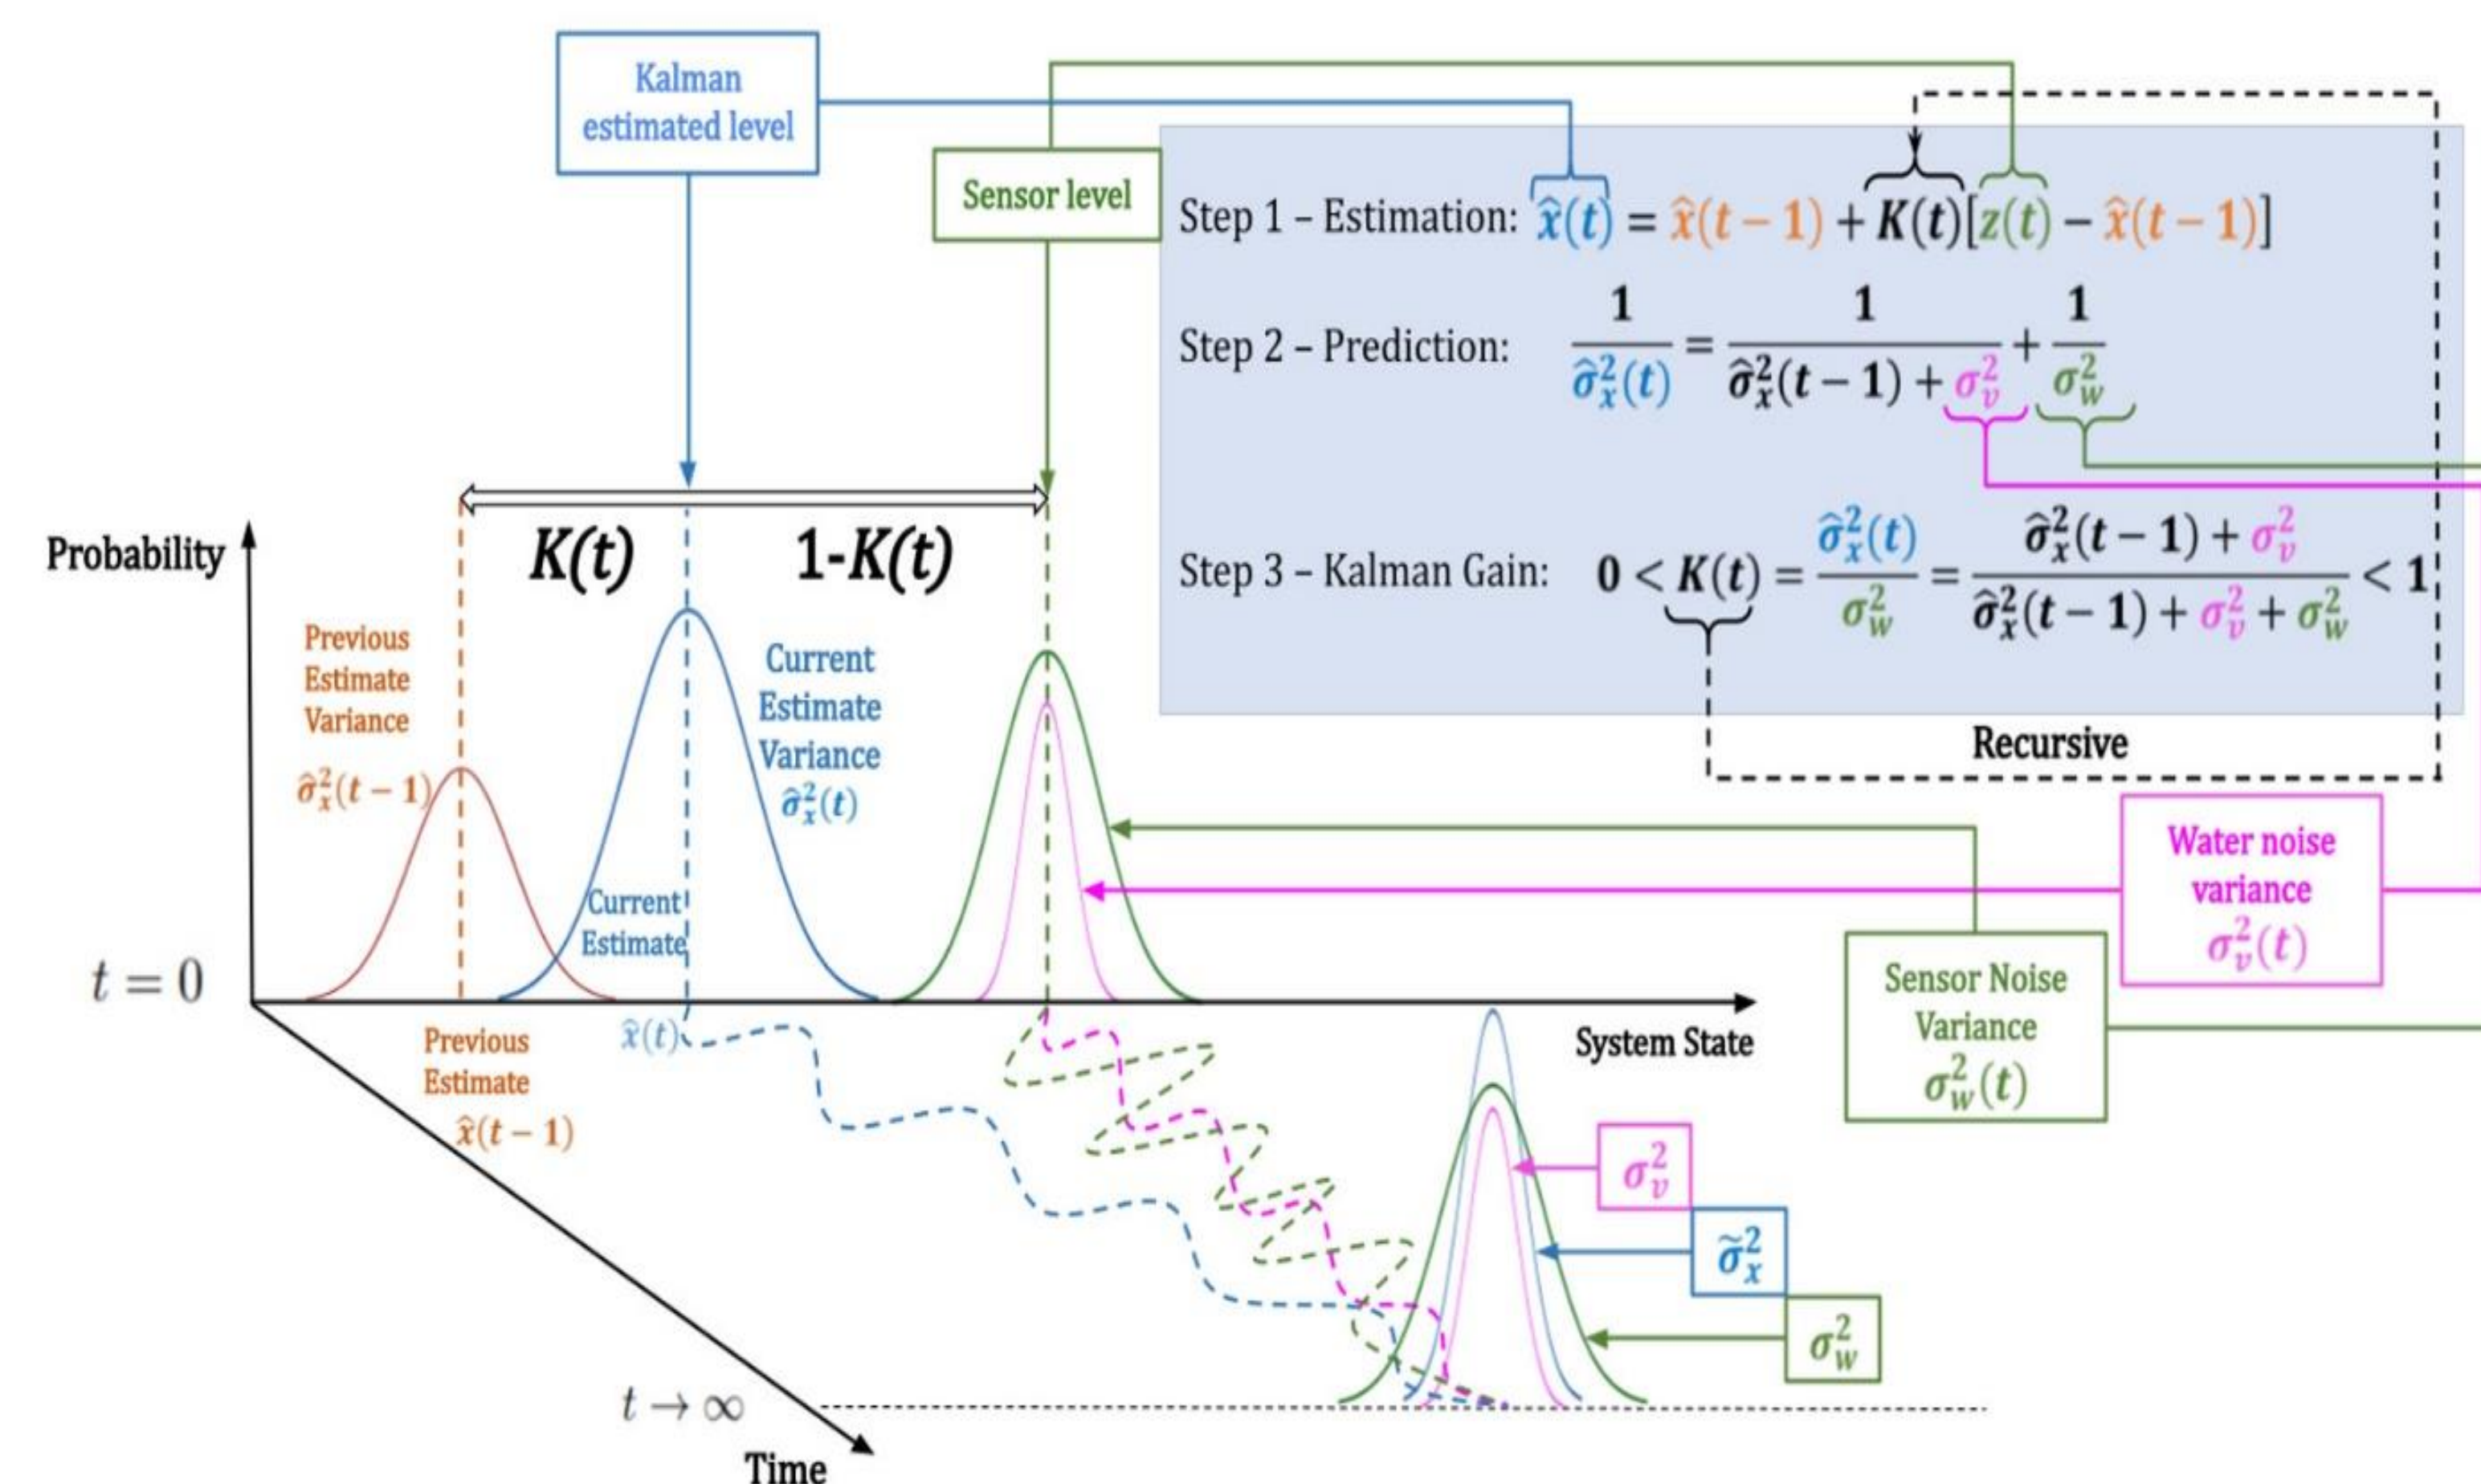 Kalman
estimated level
Sensor level
Step 1 – Estimation: x̂(t) = x̂(t − 1) + K(t)[z(t) − x̂(t − 1)]
Step 2 – Prediction: 1/σ̂²ₓ(t) = 1/(σ̂²ₓ(t − 1) + σ²ᵥ) + 1/σ²_w
Step 3 – Kalman Gain: 0 < K(t) = σ̂²ₓ(t)/σ²_w = (σ̂²ₓ(t − 1) + σ²ᵥ)/(σ̂²ₓ(t − 1) + σ²ᵥ + σ²_w) < 1
Recursive
K(t)
1-K(t)
Probability
Previous
Estimate
Variance
σ̂²ₓ(t − 1)
Current
Estimate
Variance
σ̂²ₓ(t)
Current
Estimate
t = 0
Previous
Estimate
x̂(t − 1)
x̂(t)
System State
Water noise
variance
σ²ᵥ(t)
Sensor Noise
Variance
σ²_w(t)
σ²ᵥ
σ̃²ₓ
σ²_w
t → ∞
Time